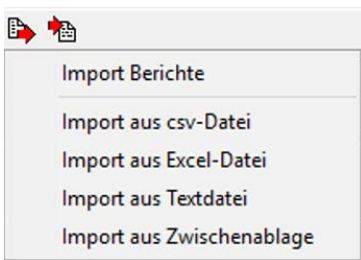 Import Berichte
Import aus csv-Datei
Import aus Excel-Datei
Import aus Textdatei
Import aus Zwischenablage